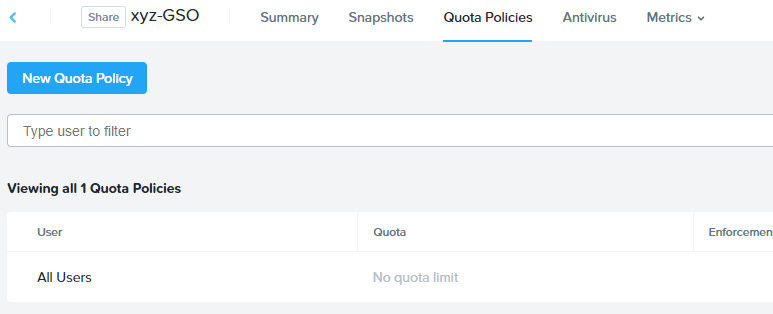 Share xyz-GSO Summary Snapshots Quota Policies Antivirus Metrics
New Quota Policy
Type user to filter
Viewing all 1 Quota Policies
User Quota Enforcemen
All Users No quota limit